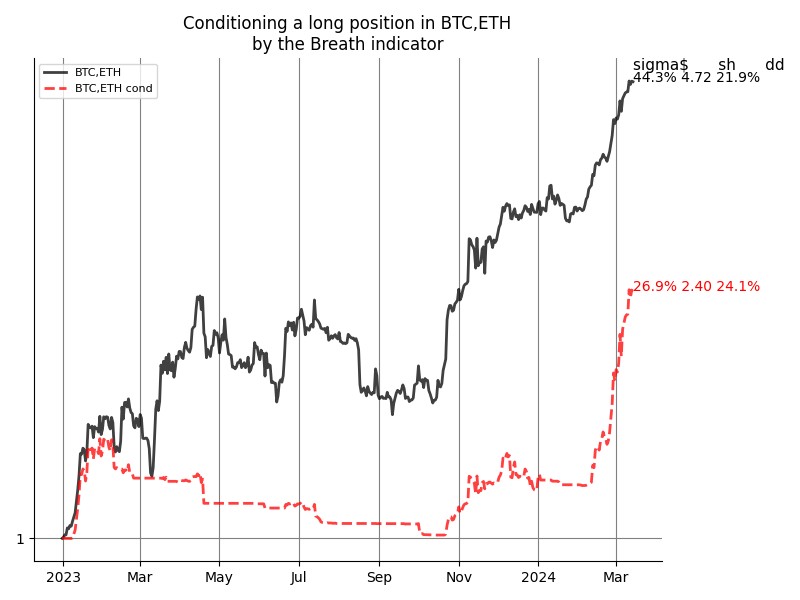 Conditioning a long position in BTC,ETH
by the Breath indicator
BTC,ETH
BTC,ETH cond
sigma$ sh dd
44.3% 4.72 21.9%
26.9% 2.40 24.1%
1
2023 Mar May Jul Sep Nov 2024 Mar